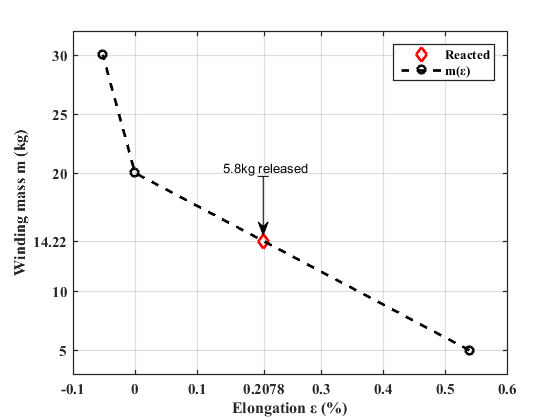 30
25
20
14.22
10
5
Winding mass m (kg)
Reacted
m(ε)
5.8kg released
-0.1 0 0.1 0.2078 0.3 0.4 0.5 0.6
Elongation ε (%)